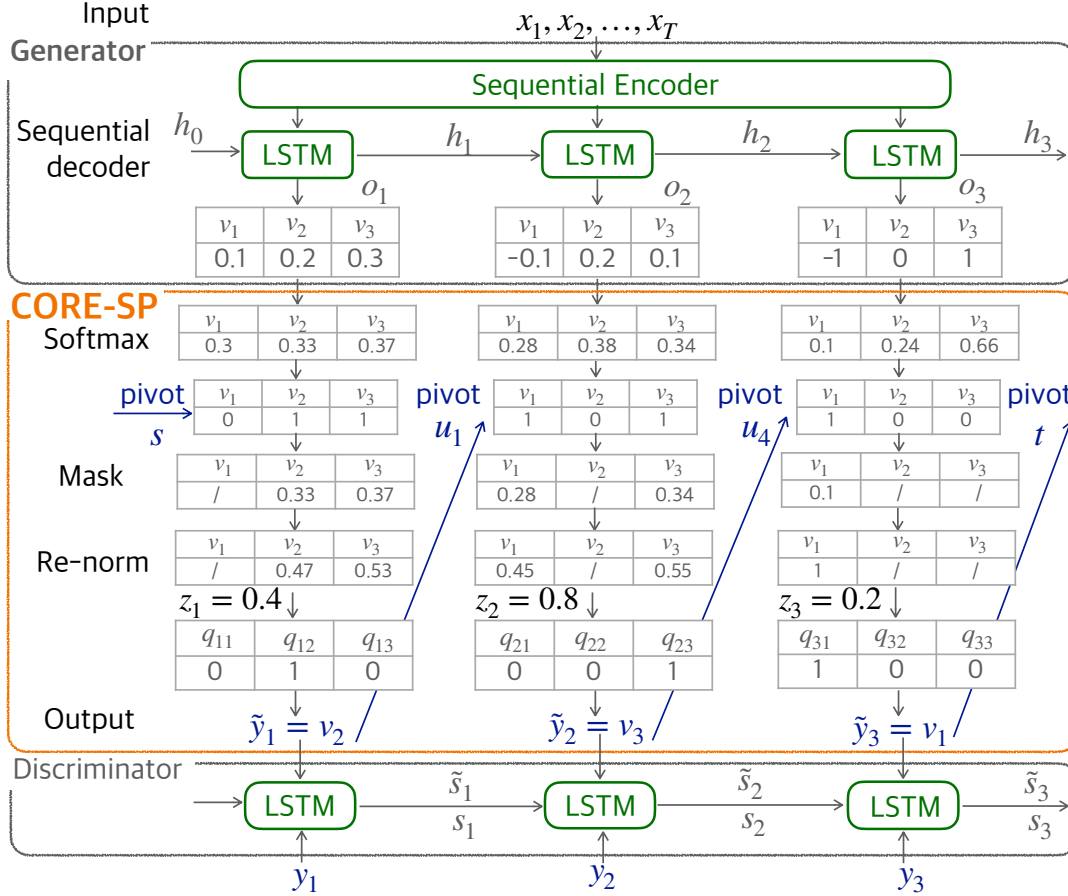 Input x₁, x₂, …, x_T
Generator
Sequential Encoder
Sequential decoder
h₀ LSTM h₁ LSTM h₂ LSTM h₃
o₁ o₂ o₃
v₁ v₂ v₃ v₁ v₂ v₃ v₁ v₂ v₃
0.1 0.2 0.3 -0.1 0.2 0.1 -1 0 1
CORE-SP
Softmax
v₁ v₂ v₃ v₁ v₂ v₃ v₁ v₂ v₃
0.3 0.33 0.37 0.28 0.38 0.34 0.1 0.24 0.66
pivot v₁ v₂ v₃ pivot v₁ v₂ v₃ pivot v₁ v₂ v₃ pivot
s 0 1 1 u₁ 1 0 1 u₄ 1 0 0 t
Mask
v₁ v₂ v₃ v₁ v₂ v₃ v₁ v₂ v₃
/ 0.33 0.37 0.28 / 0.34 0.1 / /
Re-norm
v₁ v₂ v₃ v₁ v₂ v₃ v₁ v₂ v₃
/ 0.47 0.53 0.45 / 0.55 1 / /
z₁ = 0.4 z₂ = 0.8 z₃ = 0.2
q₁₁ q₁₂ q₁₃ q₂₁ q₂₂ q₂₃ q₃₁ q₃₂ q₃₃
0 1 0 0 0 1 1 0 0
Output ỹ₁ = v₂ ỹ₂ = v₃ ỹ₃ = v₁
Discriminator
LSTM s̃₁ LSTM s̃₂ LSTM s̃₃
s₁ s₂ s₃
y₁ y₂ y₃